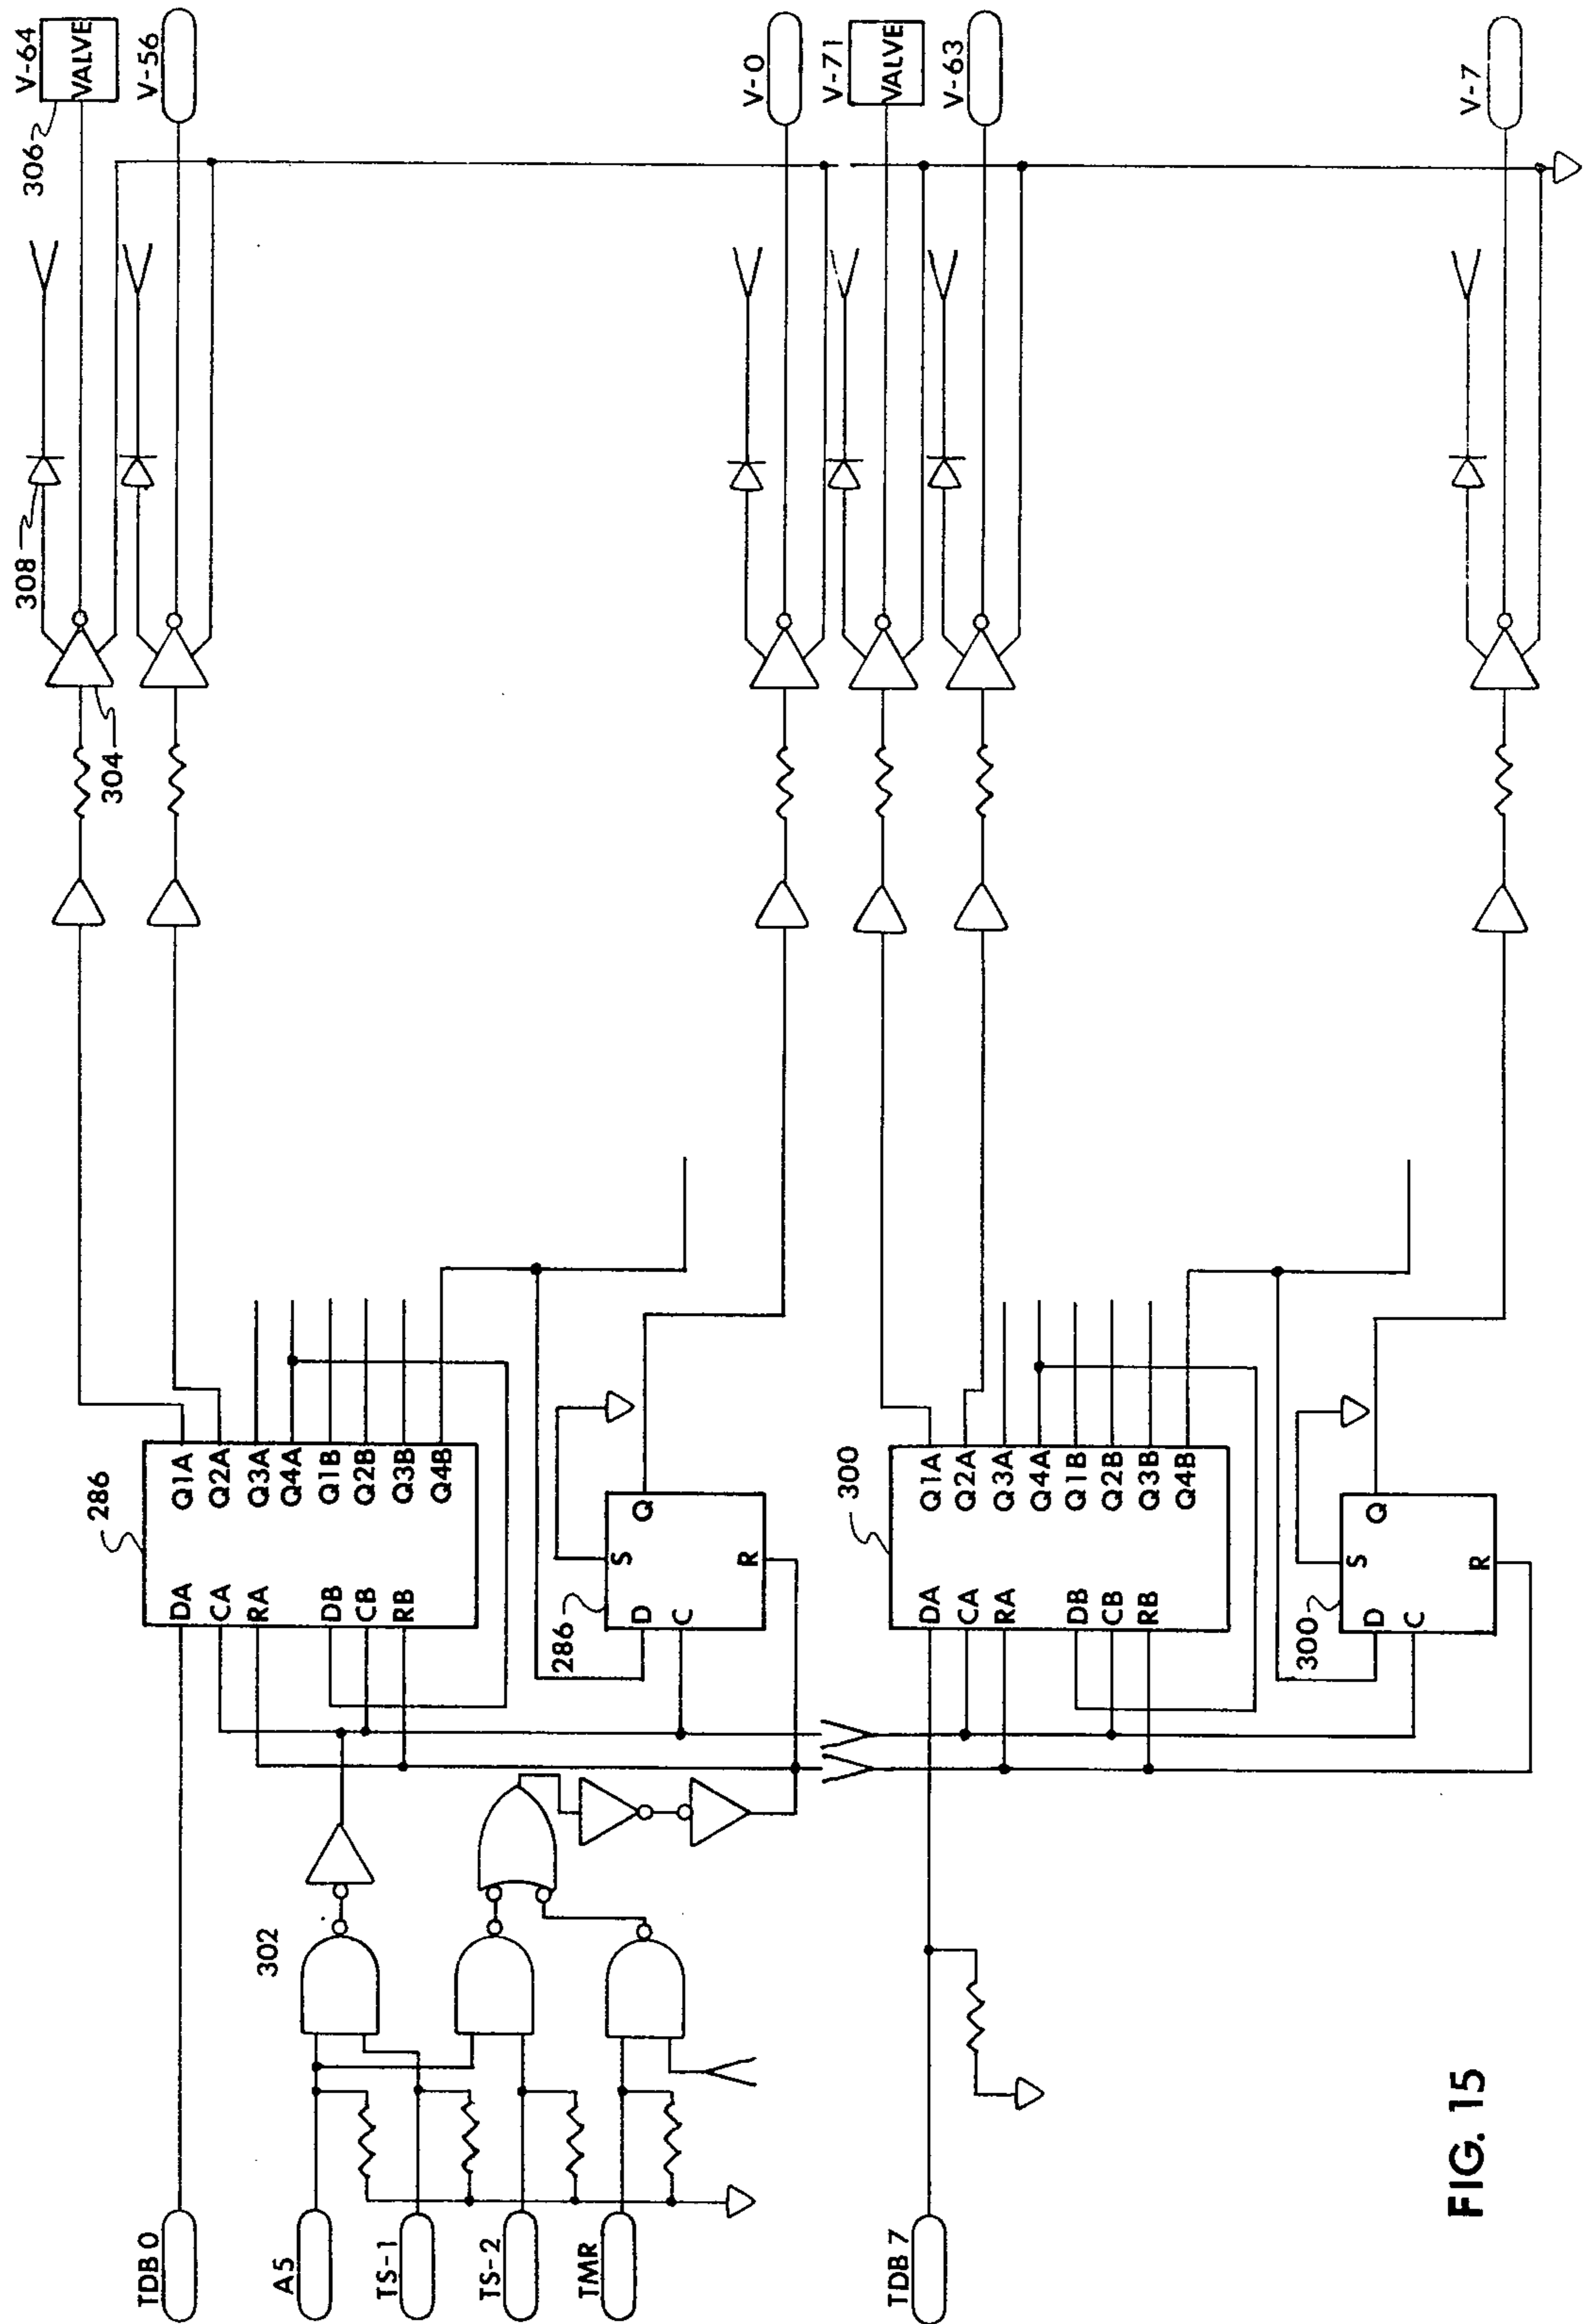 TDB 0
A5
TS-1
TS-2
TMR
TDB 7
302
286
DA
CA
RA
DB
CB
RB
Q1A
Q2A
Q3A
Q4A
Q1B
Q2B
Q3B
Q4B
286
D
C
S
R
Q
300
DA
CA
RA
DB
CB
RB
Q1A
Q2A
Q3A
Q4A
Q1B
Q2B
Q3B
Q4B
300
D
C
S
R
Q
304
308
306
V-64
VALVE
V-56
V-0
V-71
VALVE
V-63
V-7
FIG. 15